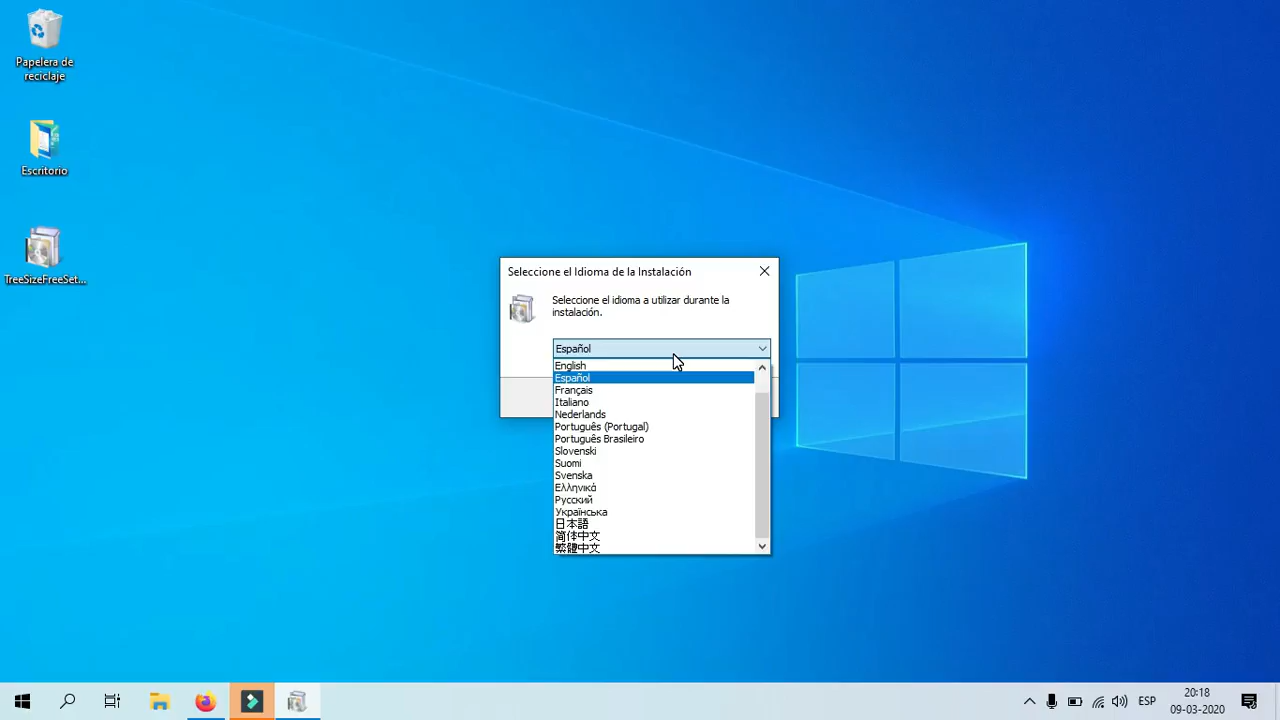 Papelera de
reciclaje
Escritorio
TreeSizeFreeSet...
Seleccione el Idioma de la Instalación
Seleccione el idioma a utilizar durante la
instalación.
Español
English
Español
Français
Italiano
Nederlands
Português (Portugal)
Português Brasileiro
Slovenski
Suomi
Svenska
Ελληνικά
Русский
Українська
日本語
简体中文
繁體中文
ESP
20:18
09-03-2020